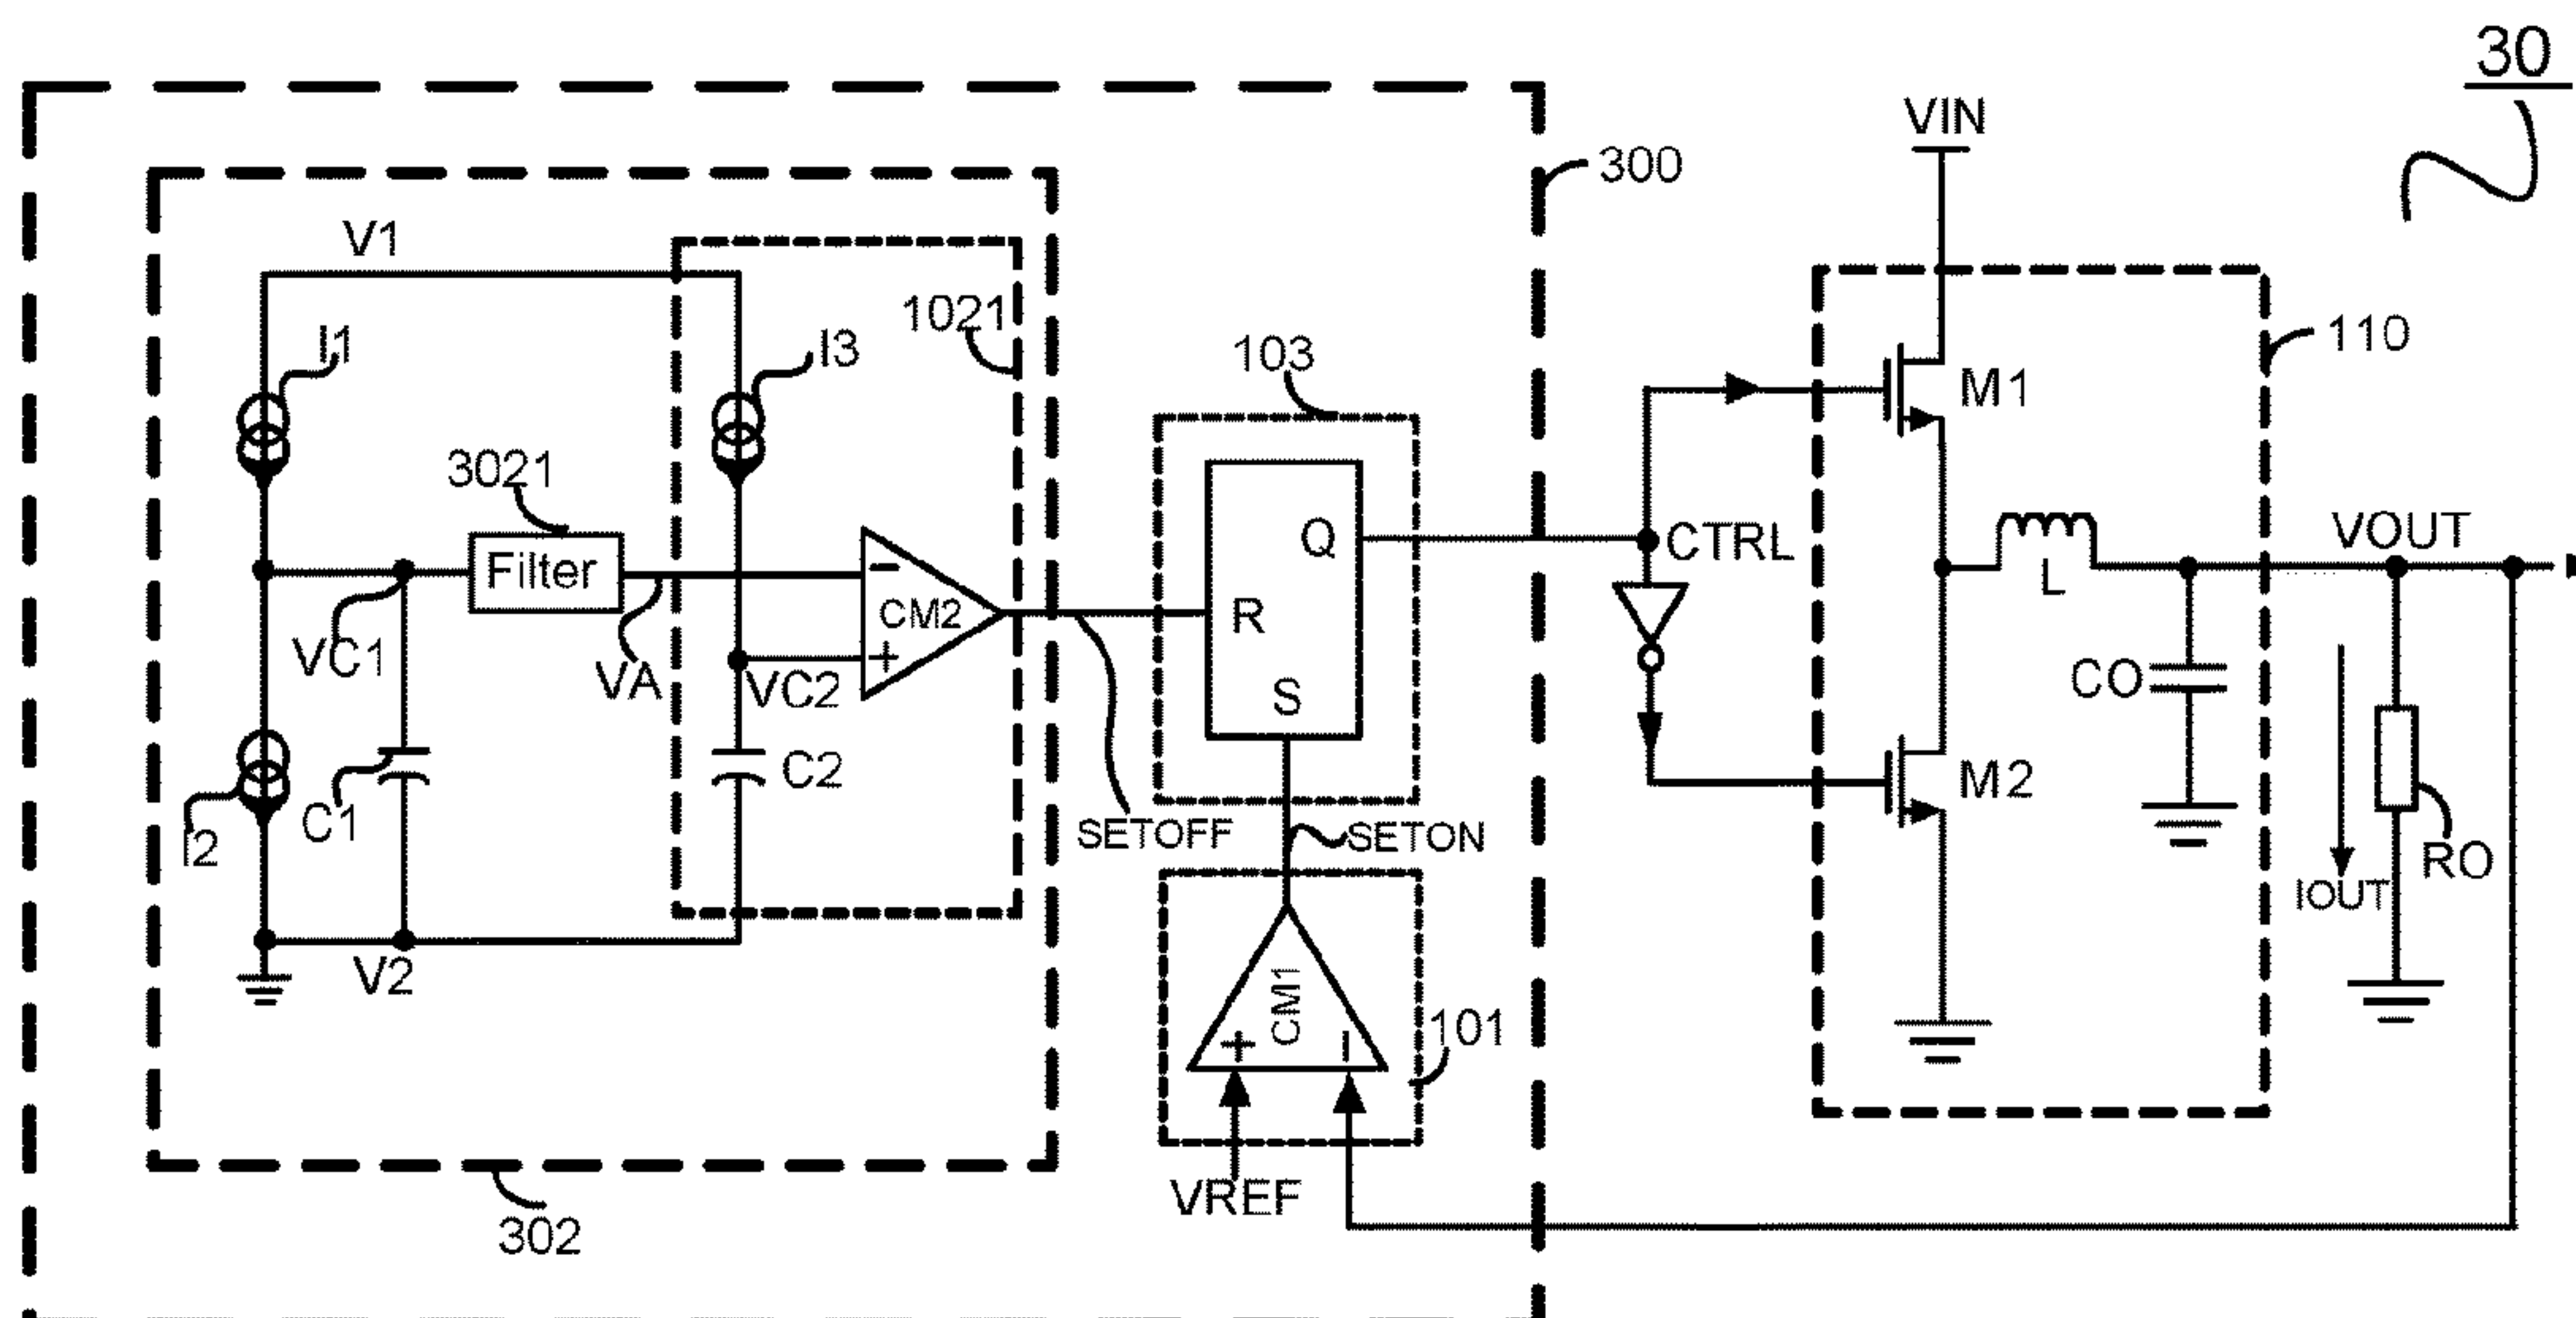 30
VIN
300
V1
1021
I1
I3
103
110
M1
3021
Filter
Q
CTRL
VOUT
L
CM2
R
VC1
VA
VC2
S
CO
M2
C2
C1
I2
SETOFF
SETON
IOUT
RO
V2
CM1
101
VREF
302